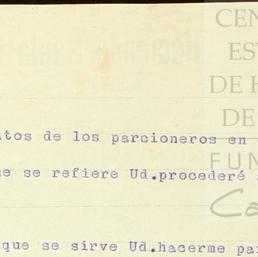 CEN
ES
DE H
DE
FUN
Ca
tos de los parcioneros en
se refiere Ud.procederé
que se sirve Ud.hacerme pa